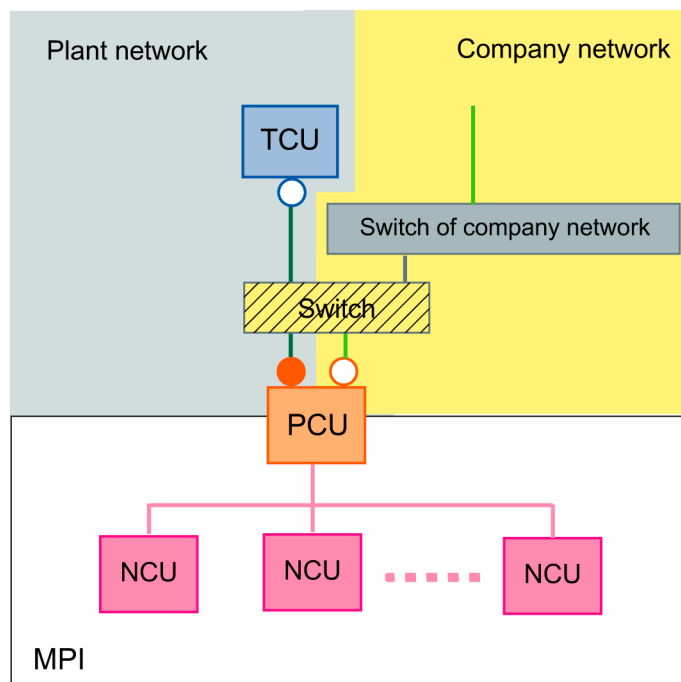 Plant network
Company network
TCU
Switch of company network
Switch
PCU
NCU
NCU
NCU
MPI